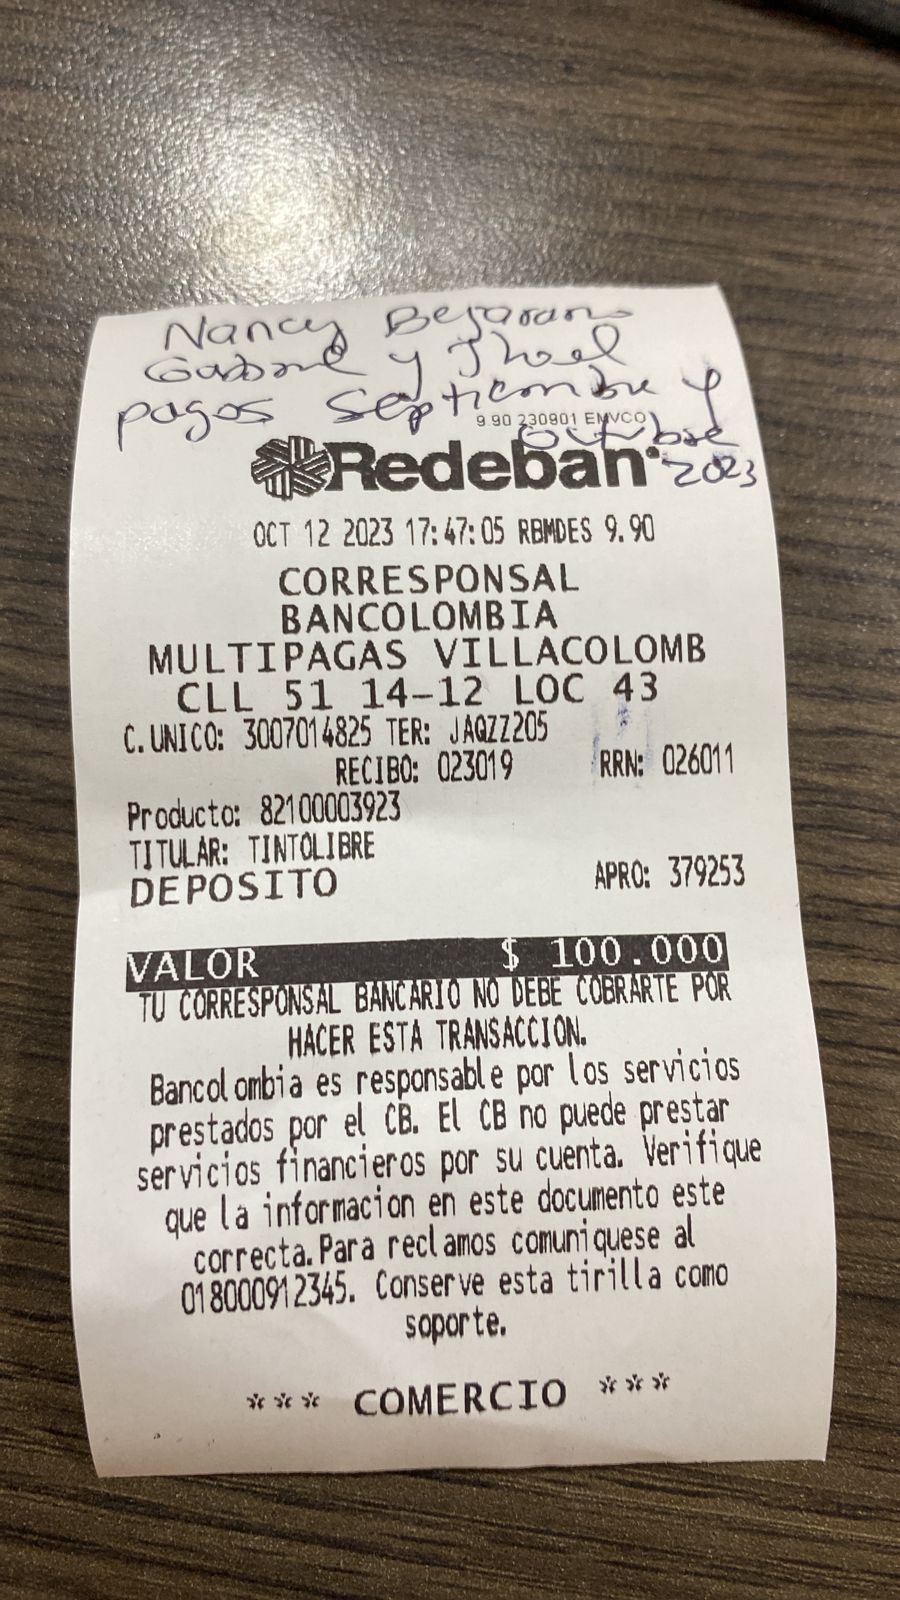 Nancy Bejarano
Gabriel y Jhoel
pagos Septiembre y
9.90 230901 EMVCO
Octubre
Redeban
2023
OCT 12 2023 17:47:05 RBMDES 9.90
CORRESPONSAL
BANCOLOMBIA
MULTIPAGAS VILLACOLOMB
CLL 51 14-12 LOC 43
C.UNICO: 3007014825 TER: JAQZZ205
RECIBO: 023019 RRN: 026011
Producto: 82100003923
TITULAR: TINTOLIBRE
DEPOSITO APRO: 379253
VALOR $ 100.000
TU CORRESPONSAL BANCARIO NO DEBE COBRARTE POR
HACER ESTA TRANSACCION.
Bancolombia es responsable por los servicios
prestados por el CB. El CB no puede prestar
servicios financieros por su cuenta. Verifique
que la informacion en este documento este
correcta.Para reclamos comuniquese al
018000912345. Conserve esta tirilla como
soporte.
*** COMERCIO ***